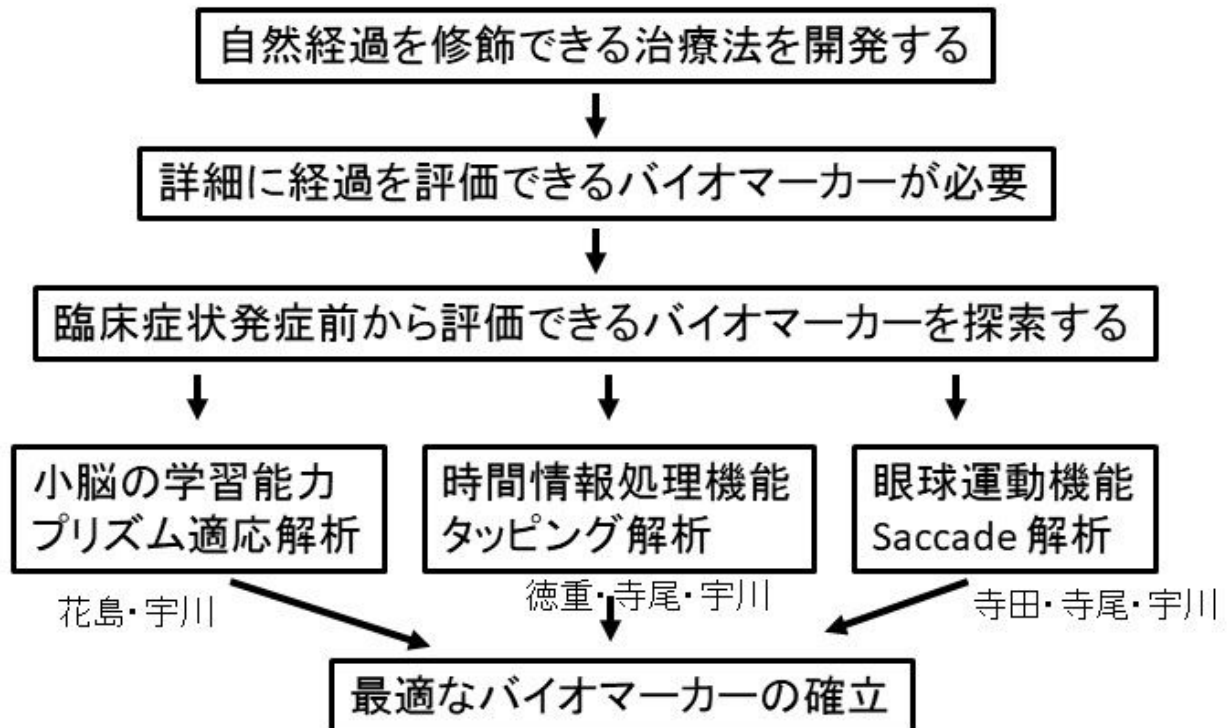 自然経過を修飾できる治療法を開発する
詳細に経過を評価できるバイオマーカーが必要
臨床症状発症前から評価できるバイオマーカーを探索する
小脳の学習能力
プリズム適応解析
時間情報処理機能
タッピング解析
眼球運動機能
Saccade 解析
花島・宇川
徳重・寺尾・宇川
寺田・寺尾・宇川
最適なバイオマーカーの確立